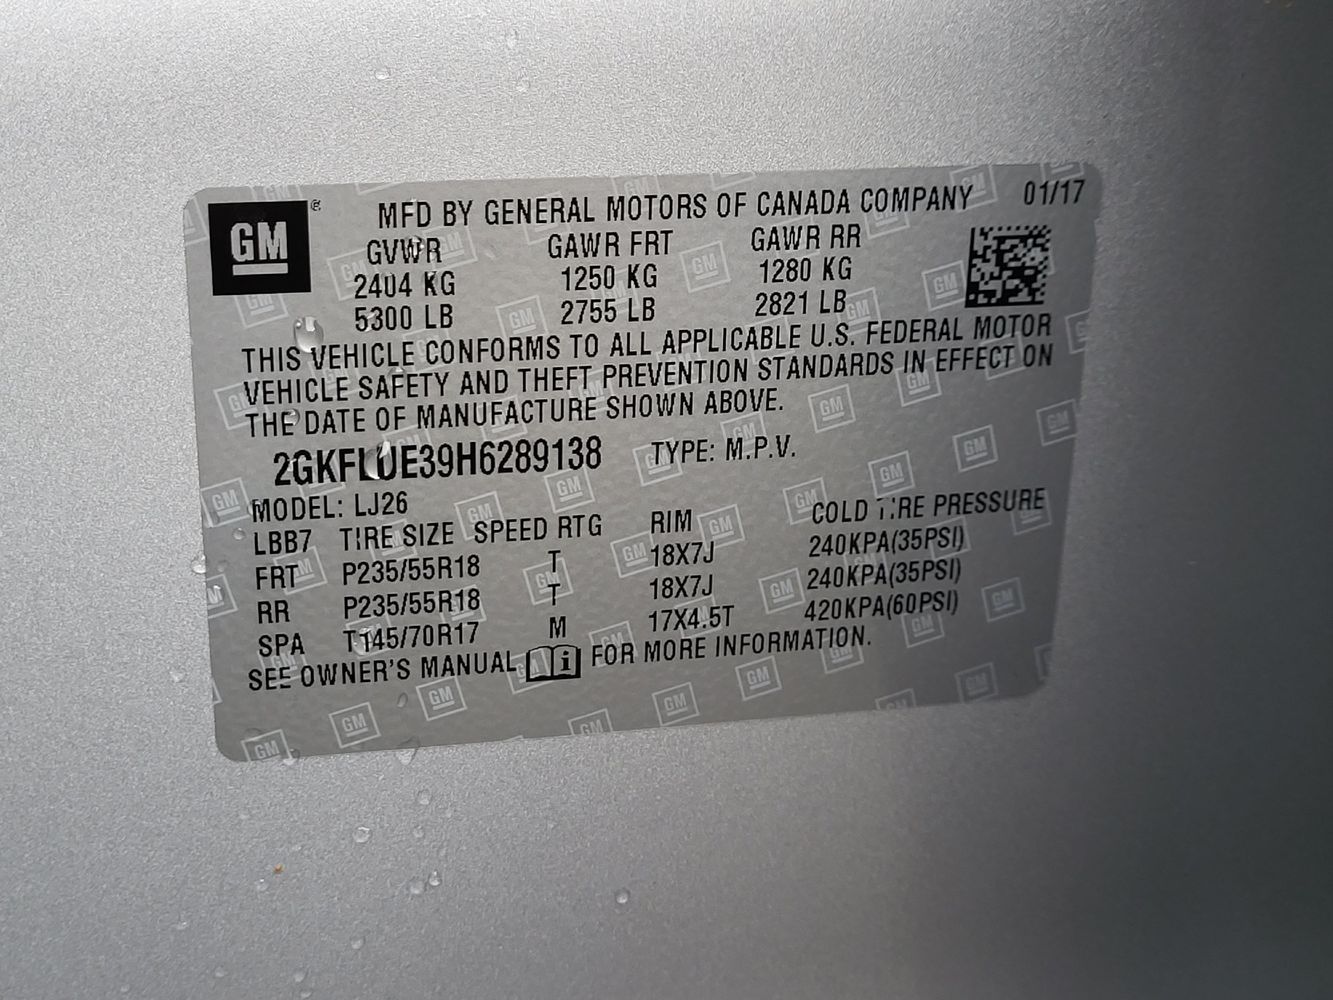 GM ® MFD BY GENERAL MOTORS OF CANADA COMPANY 01/17
GVWR GAWR FRT GAWR RR
2404 KG 1250 KG 1280 KG
5300 LB 2755 LB 2821 LB
THIS VEHICLE CONFORMS TO ALL APPLICABLE U.S. FEDERAL MOTOR
VEHICLE SAFETY AND THEFT PREVENTION STANDARDS IN EFFECT ON
THE DATE OF MANUFACTURE SHOWN ABOVE.
TYPE: M.P.V.
MODEL: LJ26
LBB7 TIRE SIZE SPEED RTG RIM COLD TIRE PRESSURE
FRT P235/55R18 T 18X7J 240KPA(35PSI)
RR P235/55R18 T 18X7J 240KPA(35PSI)
SPA T145/70R17 M 17X4.5T 420KPA(60PSI)
SEE OWNER'S MANUAL i FOR MORE INFORMATION.